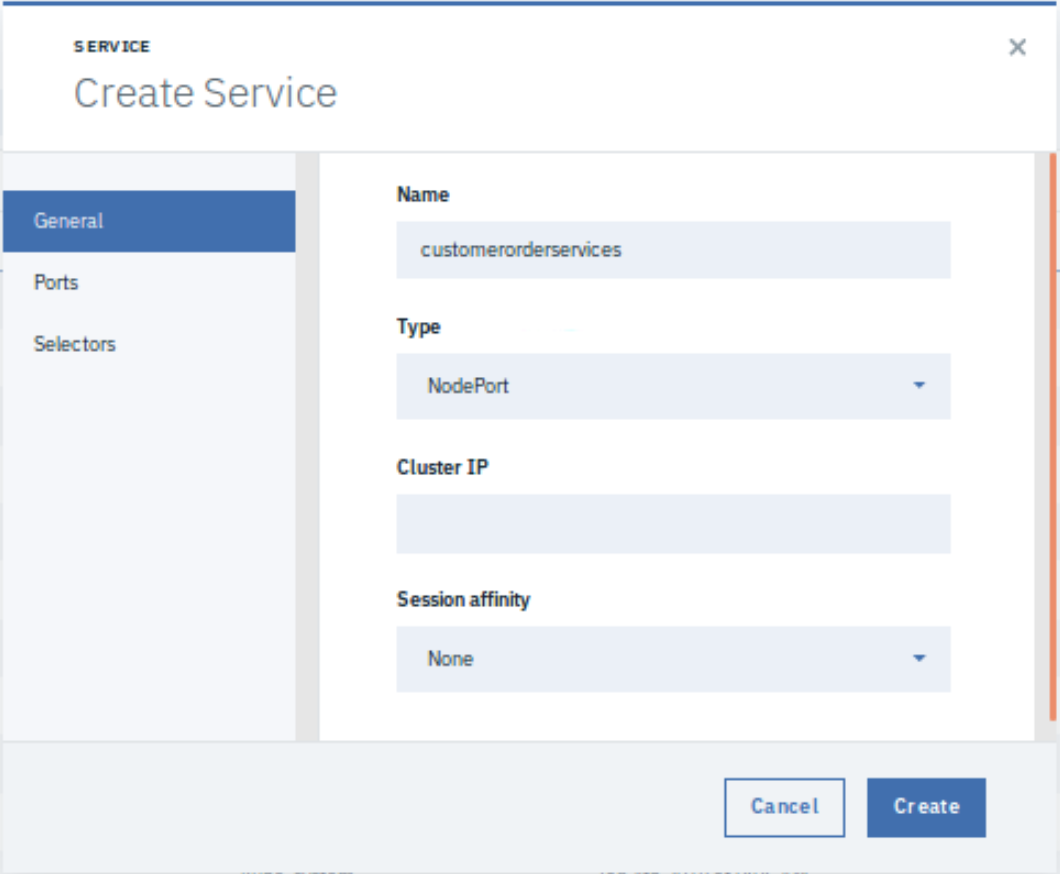 SERVICE
Create Service
General
Ports
Selectors
Name
customerorderservices
Type
NodePort
Cluster IP
Session affinity
None
Cancel
Create